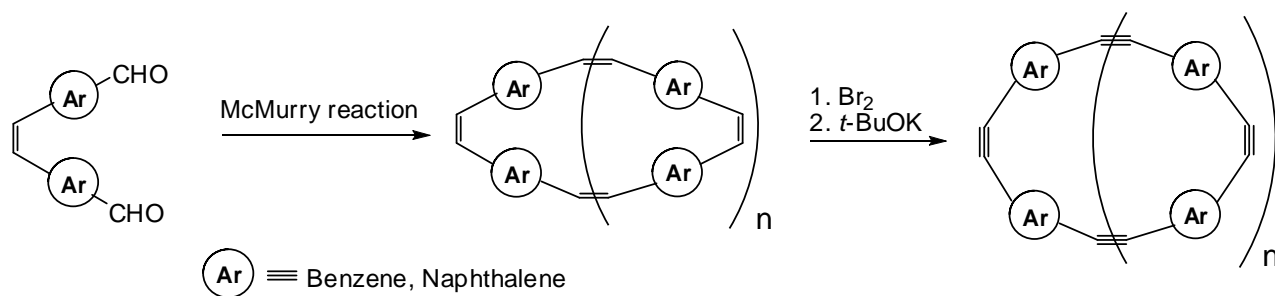 CHO
Ar
McMurry reaction
Ar
CHO
Ar
Ar
Ar
Ar
n
1. Br2
2. t-BuOK
Ar
Ar
Ar
Ar
n
Ar ≡ Benzene, Naphthalene